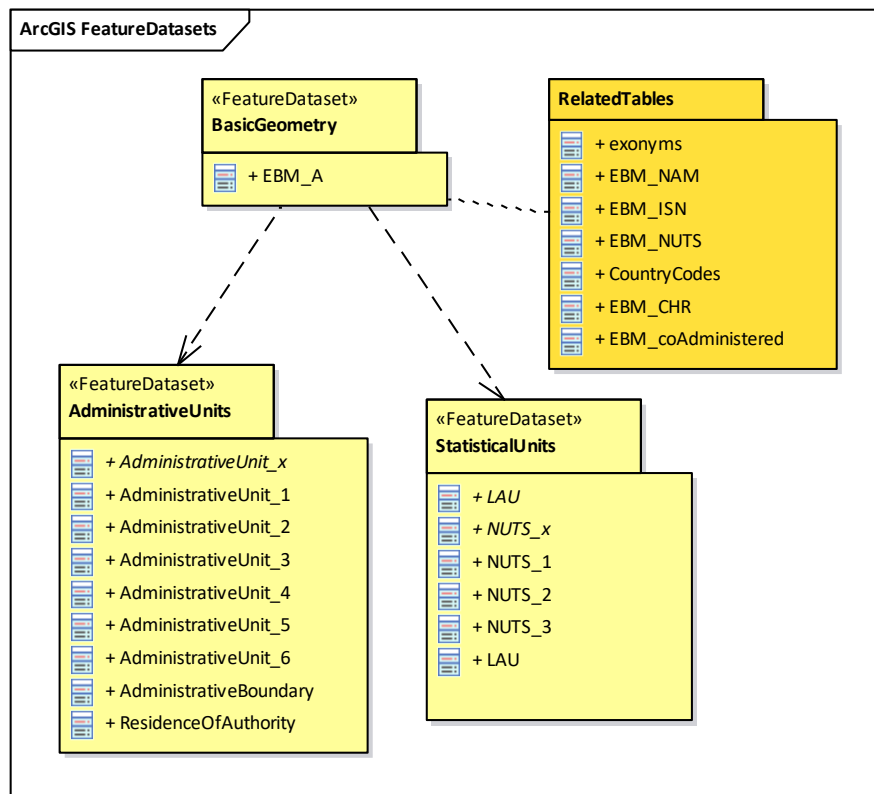 ArcGIS FeatureDatasets
«FeatureDataset»
BasicGeometry
+ EBM_A
RelatedTables
+ exonyms
+ EBM_NAM
+ EBM_ISN
+ EBM_NUTS
+ CountryCodes
+ EBM_CHR
+ EBM_coAdministered
«FeatureDataset»
AdministrativeUnits
+ AdministrativeUnit_x
+ AdministrativeUnit_1
+ AdministrativeUnit_2
+ AdministrativeUnit_3
+ AdministrativeUnit_4
+ AdministrativeUnit_5
+ AdministrativeUnit_6
+ AdministrativeBoundary
+ ResidenceOfAuthority
«FeatureDataset»
StatisticalUnits
+ LAU
+ NUTS_x
+ NUTS_1
+ NUTS_2
+ NUTS_3
+ LAU